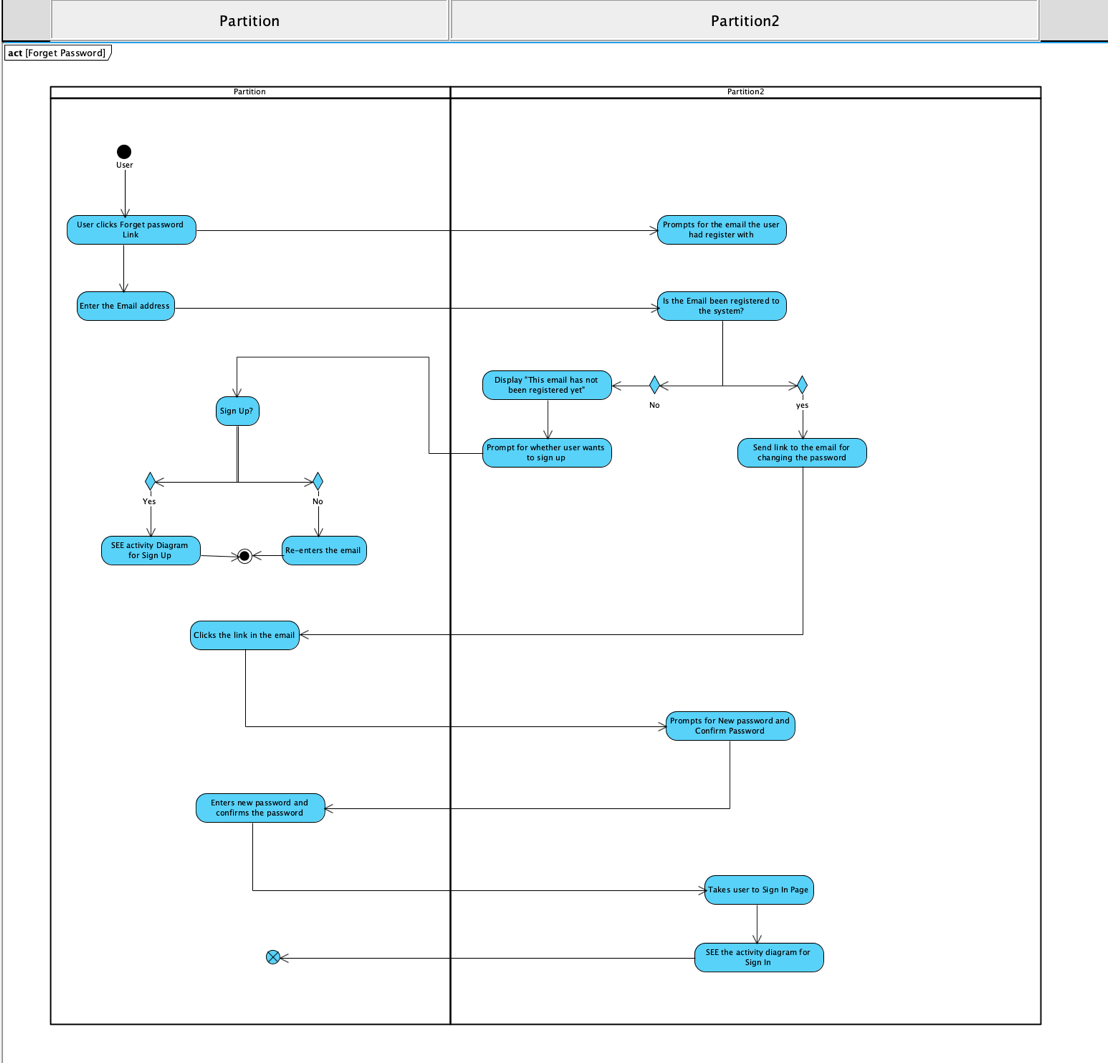 Partition
Partition2
act [Forget Password]
Partition
Partition2
User
User clicks Forget password
Link
Prompts for the email the user
had register with
Enter the Email address
Is the Email been registered to
the system?
Display "This email has not
been registered yet"
No
yes
Sign Up?
Prompt for whether user wants
to sign up
Send link to the email for
changing the password
Yes
No
SEE activity Diagram
for Sign Up
Re-enters the email
Clicks the link in the email
Prompts for New password and
Confirm Password
Enters new password and
confirms the password
Takes user to Sign In Page
SEE the activity diagram for
Sign In